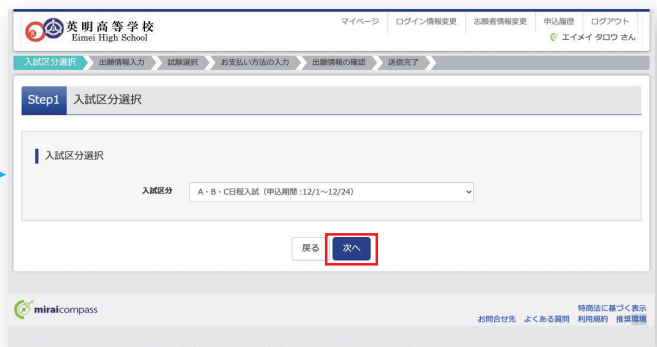 英明高等学校
Eimei High School
マイページ ログイン情報変更 志願者情報変更 申込履歴 ログアウト
エイメイ タロウ さん
入試区分選択 出願情報入力 試験選択 お支払い方法の入力 出願情報の確認 送信完了
Step1 入試区分選択
入試区分選択
入試区分 A・B・C日程入試（申込期間 :12/1～12/24）
戻る 次へ
miraicompass
特商法に基づく表示
お問合せ先 よくある質問 利用規約 推奨環境